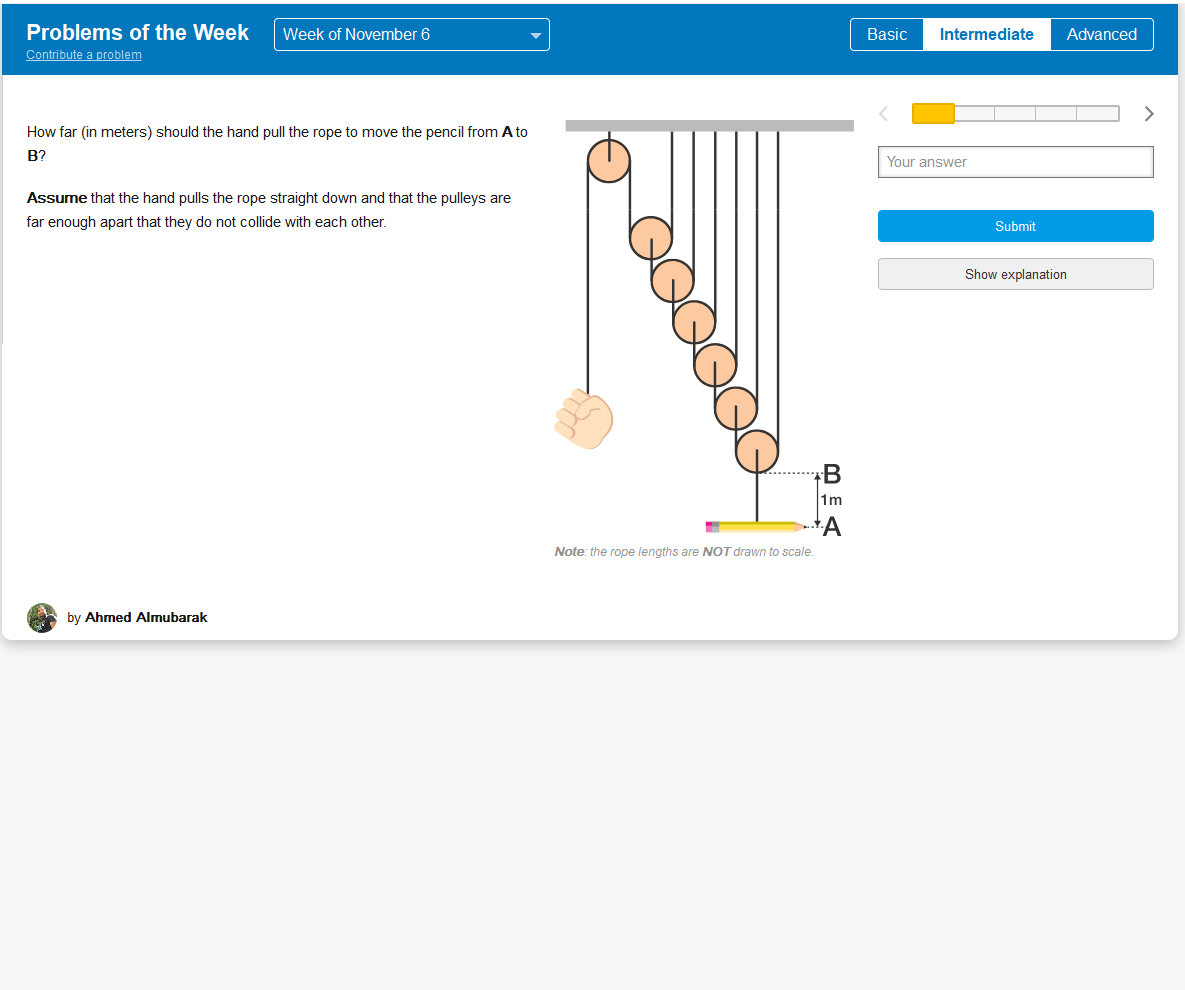 Problems of the Week
Contribute a problem
Week of November 6
Basic
Intermediate
Advanced
How far (in meters) should the hand pull the rope to move the pencil from A to
B?
Assume that the hand pulls the rope straight down and that the pulleys are
far enough apart that they do not collide with each other.
B
1m
A
Note: the rope lengths are NOT drawn to scale.
Your answer
Submit
Show explanation
by Ahmed Almubarak